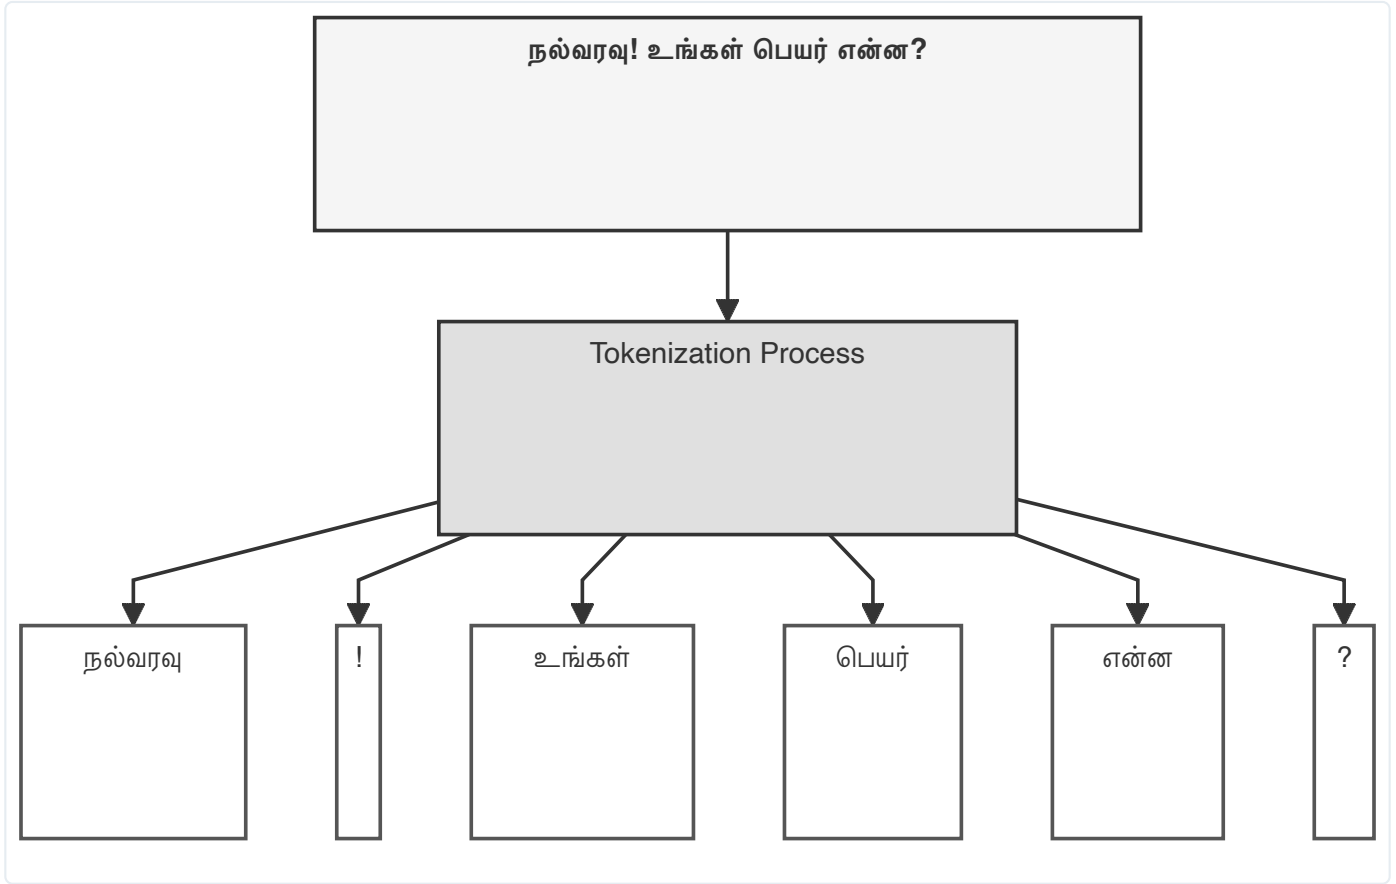 நல்வரவு! உங்கள் பெயர் என்ன?
Tokenization Process
நல்வரவு
!
உங்கள்
பெயர்
என்ன
?